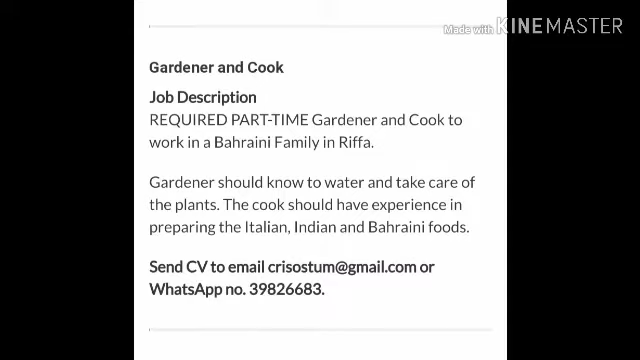 Made with KINEMASTER
Gardener and Cook
Job Description
REQUIRED PART-TIME Gardener and Cook to
work in a Bahraini Family in Riffa.
Gardener should know to water and take care of
the plants. The cook should have experience in
preparing the Italian, Indian and Bahraini foods.
Send CV to email crisostum@gmail.com or
WhatsApp no. 39826683.